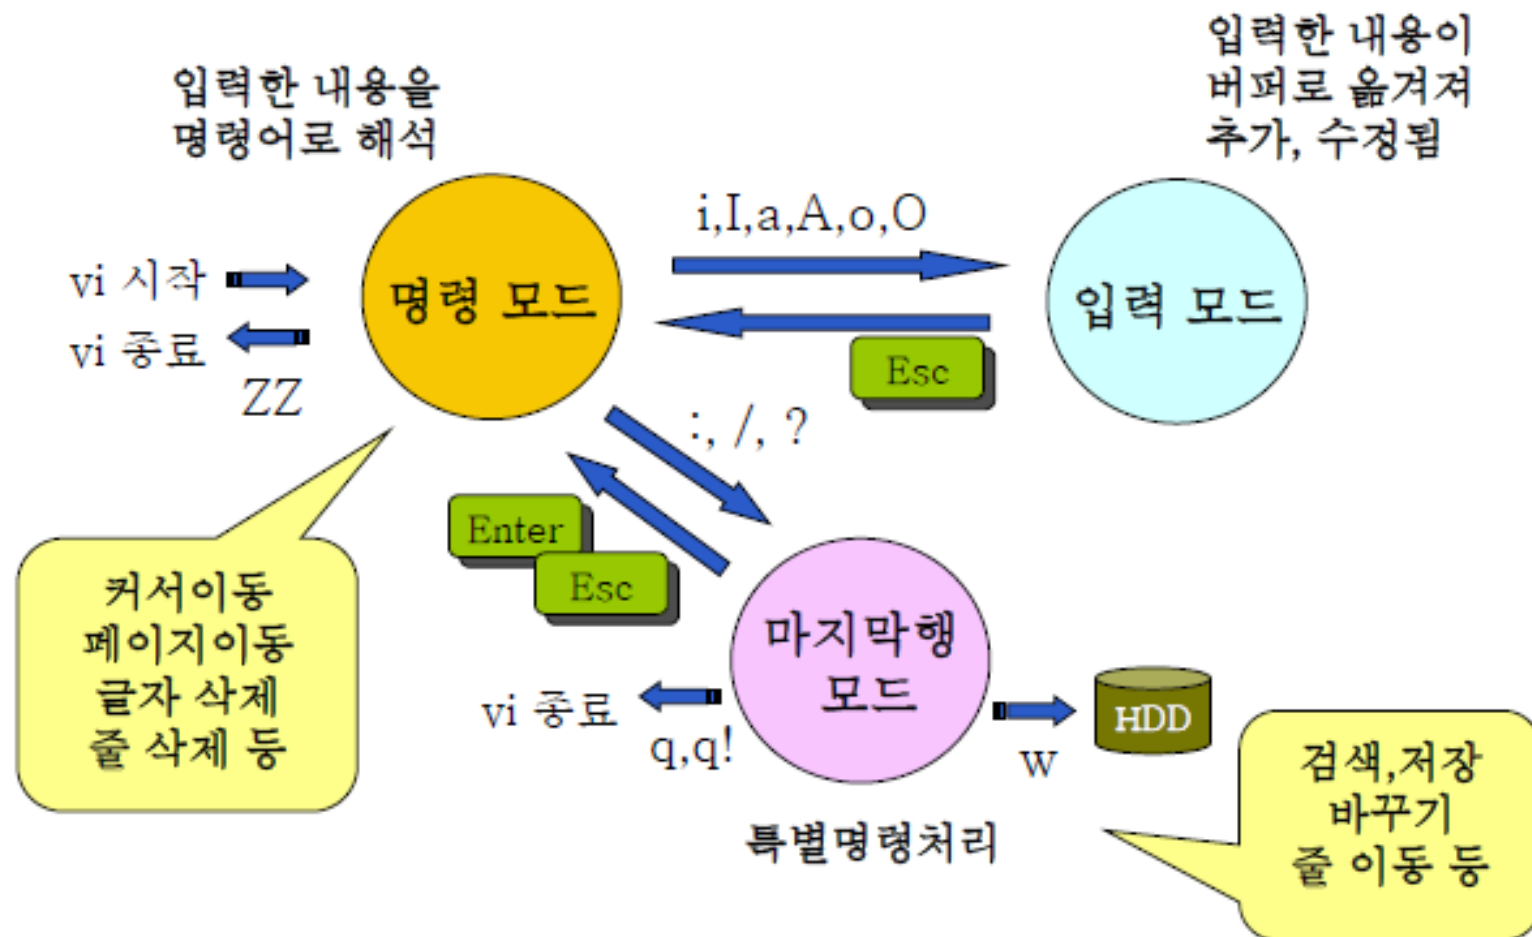 입력한 내용을
명령어로 해석
입력한 내용이
버퍼로 옮겨져
추가, 수정됨
vi 시작
vi 종료
ZZ
명령 모드
i,I,a,A,o,O
Esc
입력 모드
:, /, ?
Enter
Esc
커서이동
페이지이동
글자 삭제
줄 삭제 등
마지막행
모드
vi 종료
q,q!
w
HDD
특별명령처리
검색,저장
바꾸기
줄 이동 등